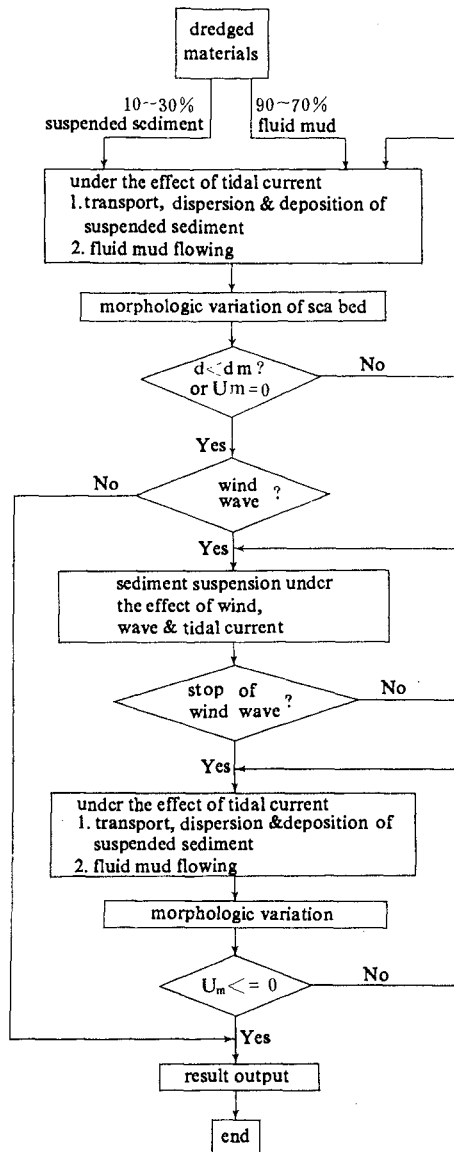 dredged
materials
10~30%
suspended sediment
90~70%
fluid mud
under the effect of tidal current
1. transport, dispersion & deposition of
suspended sediment
2. fluid mud flowing
morphologic variation of sea bed
d<dm?
or Um=0
No
Yes
wind
wave ?
No
Yes
sediment suspension under
the effect of wind,
wave & tidal current
stop of
wind wave?
No
Yes
under the effect of tidal current
1. transport, dispersion &deposition of
suspended sediment
2. fluid mud flowing
morphologic variation
Um<= 0
No
Yes
result output
end